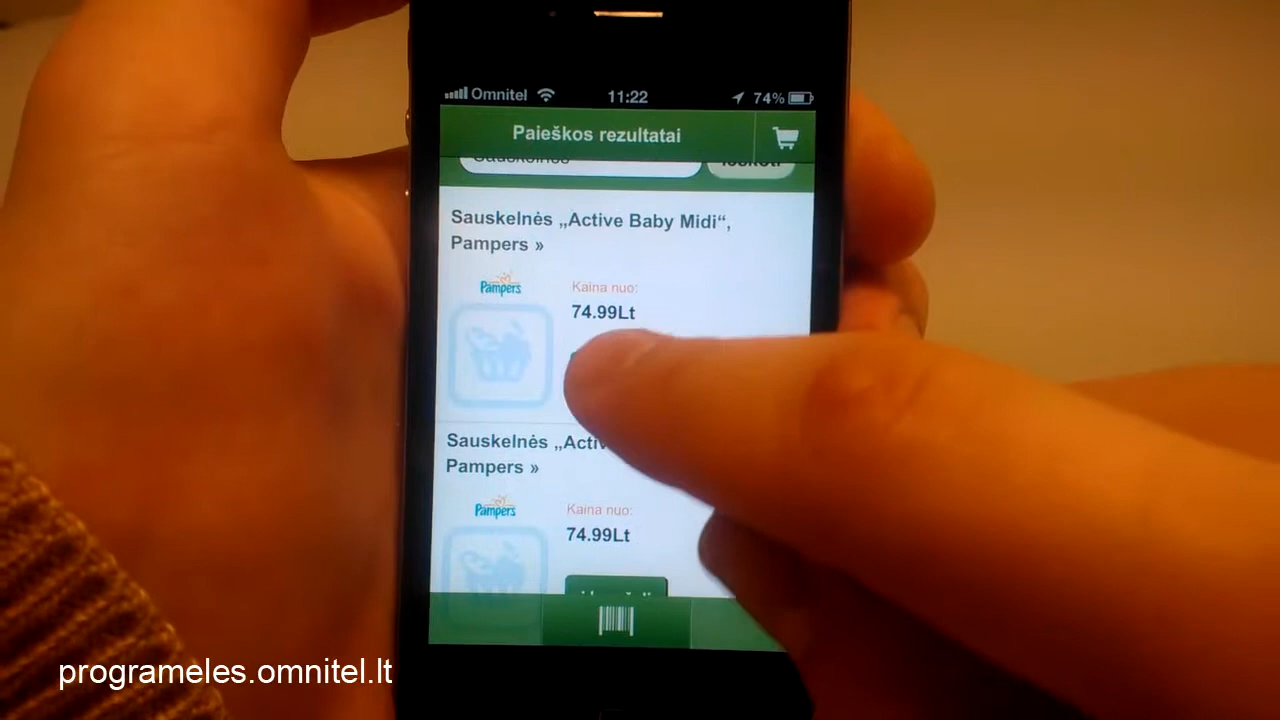 Omnitel
11:22
74%
Paieškos rezultatai
Sauskelnės „Active Baby Midi“,
Pampers »
Pampers
Kaina nuo:
74.99Lt
Sauskelnės
Pampers »
Pampers
Kaina nuo:
74.99Lt
programeles.omnitel.lt